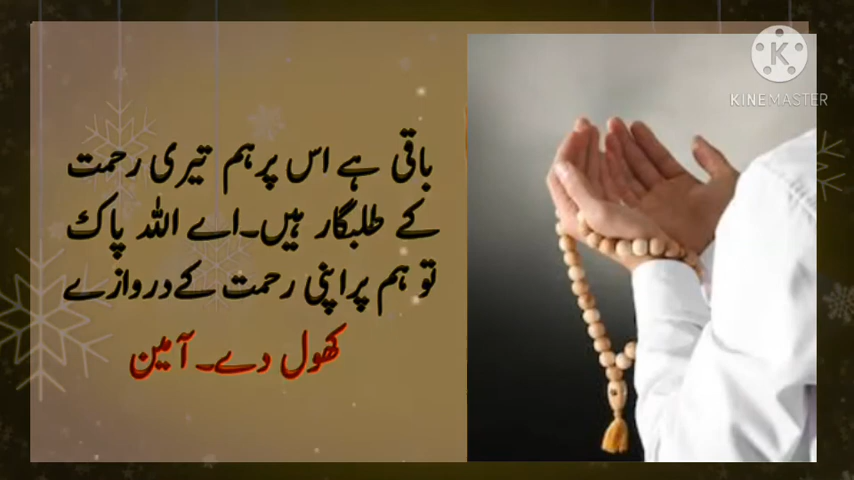 باقی ہے اس پر ہم تیری رحمت
کے طلبگار ہیں۔اے اللہ پاک
تو ہم پر اپنی رحمت کے دروازے
کھول دے۔ آمین
K
KINEMASTER